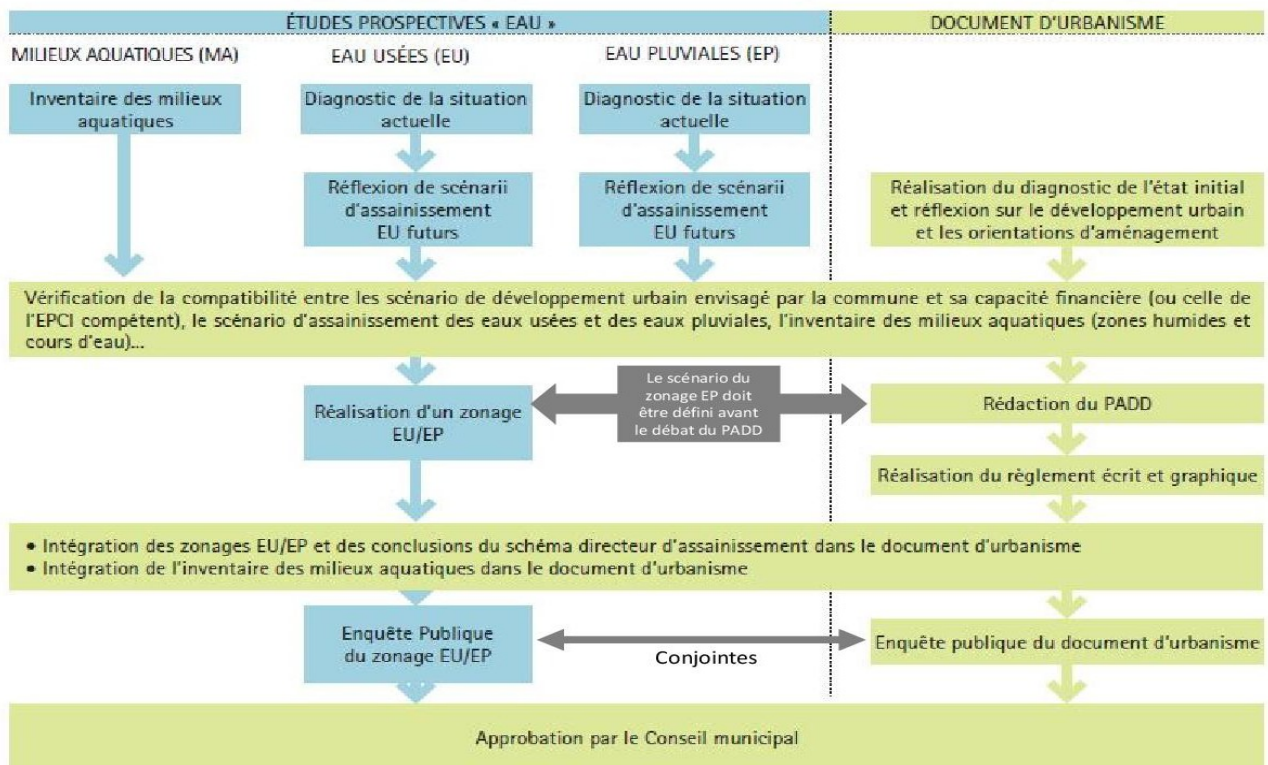 ÉTUDES PROSPECTIVES « EAU »
DOCUMENT D'URBANISME
MILIEUX AQUATIQUES (MA)
EAU USÉES (EU)
EAU PLUVIALES (EP)
Inventaire des milieux
aquatiques
Diagnostic de la situation
actuelle
Diagnostic de la situation
actuelle
Réflexion de scénarii
d'assainissement
EU futurs
Réflexion de scénarii
d'assainissement
EU futurs
Réalisation du diagnostic de l'état initial
et réflexion sur le développement urbain
et les orientations d'aménagement
Vérification de la compatibilité entre les scénario de développement urbain envisagé par la commune et sa capacité financière (ou celle de
l'EPCI compétent), le scénario d'assainissement des eaux usées et des eaux pluviales, l'inventaire des milieux aquatiques (zones humides et
cours d'eau)...
Réalisation d'un zonage
EU/EP
Le scénario du
zonage EP doit
être défini avant
le débat du PADD
Rédaction du PADD
Réalisation du règlement écrit et graphique
• Intégration des zonages EU/EP et des conclusions du schéma directeur d'assainissement dans le document d'urbanisme
• Intégration de l'inventaire des milieux aquatiques dans le document d'urbanisme
Enquête Publique
du zonage EU/EP
Conjointes
Enquête publique du document d'urbanisme
Approbation par le Conseil municipal